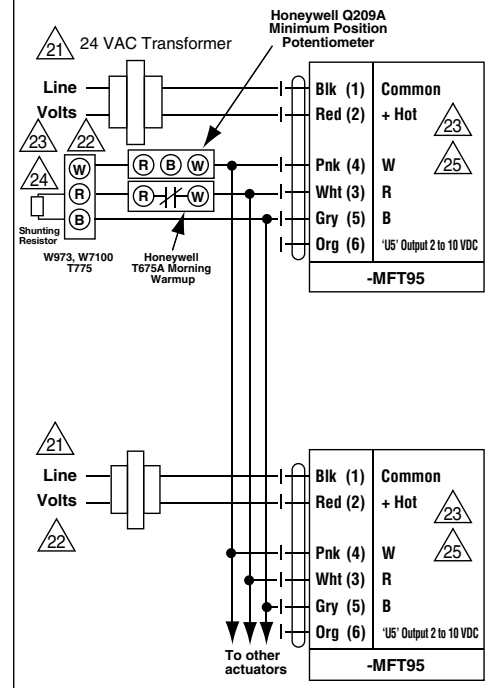 Honeywell Q209A
Minimum Position
Potentiometer
21 24 VAC Transformer
Line
Volts
Blk (1) Common
Red (2) + Hot
23
23 22
24
W
R
B
R B W
R W
Pnk (4) W
25
Wht (3) R
Gry (5) B
Org (6) 'U5' Output 2 to 10 VDC
Shunting
Resistor
W973, W7100
T775
Honeywell
T675A Morning
Warmup
-MFT95
21
Line
Volts
22
Blk (1) Common
Red (2) + Hot
23
Pnk (4) W
25
Wht (3) R
Gry (5) B
Org (6) 'U5' Output 2 to 10 VDC
To other
actuators
-MFT95